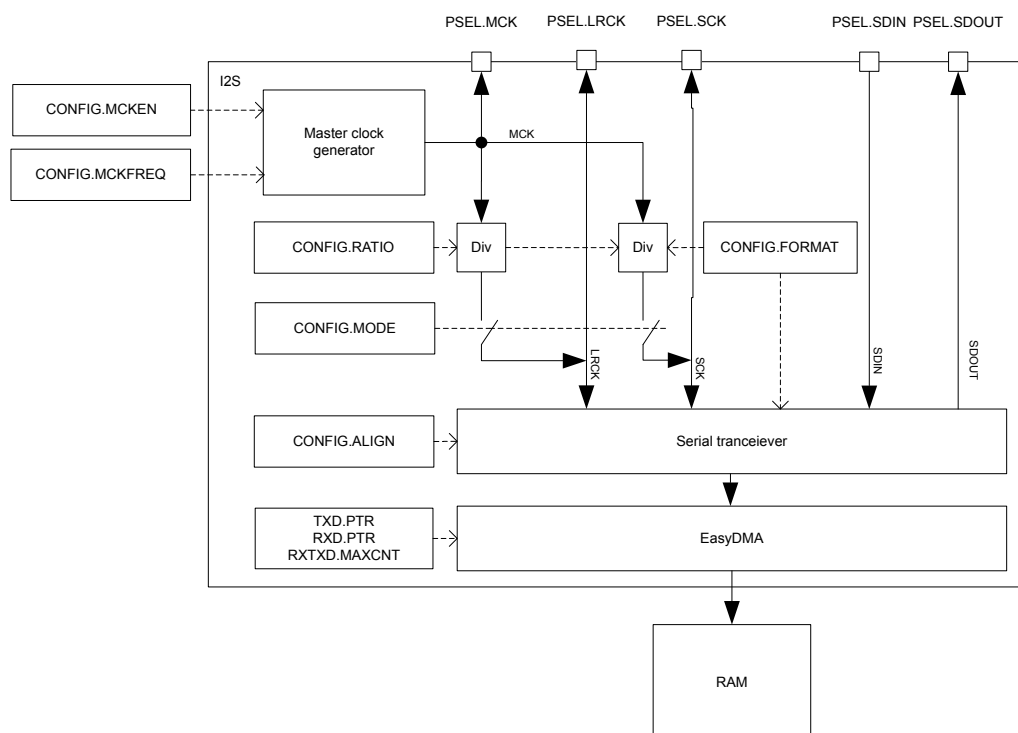 PSEL.MCK
PSEL.LRCK
PSEL.SCK
PSEL.SDIN
PSEL.SDOUT
I2S
CONFIG.MCKEN
CONFIG.MCKFREQ
Master clock
generator
MCK
CONFIG.RATIO
Div
Div
CONFIG.FORMAT
CONFIG.MODE
LRCK
SCK
SDIN
SDOUT
CONFIG.ALIGN
Serial tranceiever
TXD.PTR
RXD.PTR
RXTXD.MAXCNT
EasyDMA
RAM